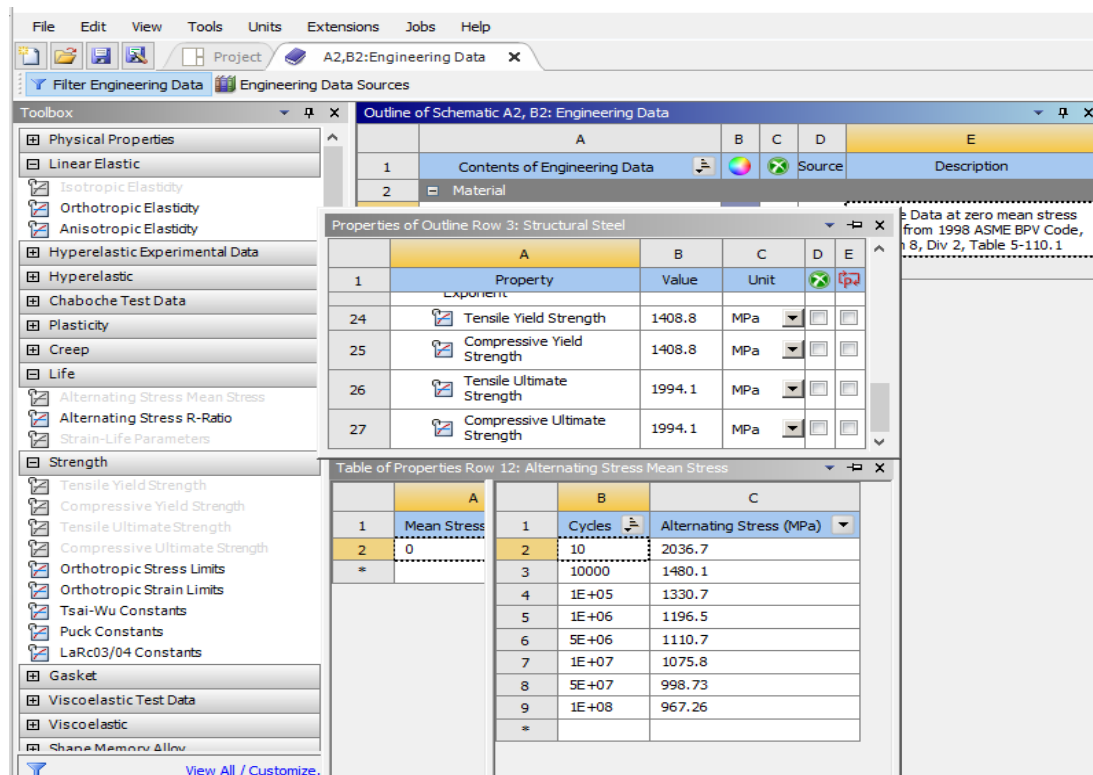 File Edit View Tools Units Extensions Jobs Help
Project A2,B2:Engineering Data
Filter Engineering Data Engineering Data Sources
Toolbox
Physical Properties
Linear Elastic
Isotropic Elasticity
Orthotropic Elasticity
Anisotropic Elasticity
Hyperelastic Experimental Data
Hyperelastic
Chaboche Test Data
Plasticity
Creep
Life
Alternating Stress Mean Stress
Alternating Stress R-Ratio
Strain-Life Parameters
Strength
Tensile Yield Strength
Compressive Yield Strength
Tensile Ultimate Strength
Compressive Ultimate Strength
Orthotropic Stress Limits
Orthotropic Strain Limits
Tsai-Wu Constants
Puck Constants
LaRc03/04 Constants
Gasket
Viscoelastic Test Data
Viscoelastic
Shape Memory Alloy
View All / Customize.
Outline of Schematic A2, B2: Engineering Data
A B C D E
1 Contents of Engineering Data Source Description
2 Material
e Data at zero mean stress
from 1998 ASME BPV Code,
n 8, Div 2, Table 5-110.1
Properties of Outline Row 3: Structural Steel
A B C D E
1 Property Value Unit
Exponent
24 Tensile Yield Strength 1408.8 MPa
25 Compressive Yield Strength 1408.8 MPa
26 Tensile Ultimate Strength 1994.1 MPa
27 Compressive Ultimate Strength 1994.1 MPa
Table of Properties Row 12: Alternating Stress Mean Stress
A
1 Mean Stress
2 0
*
B C
1 Cycles Alternating Stress (MPa)
2 10 2036.7
3 10000 1480.1
4 1E+05 1330.7
5 1E+06 1196.5
6 5E+06 1110.7
7 1E+07 1075.8
8 5E+07 998.73
9 1E+08 967.26
*